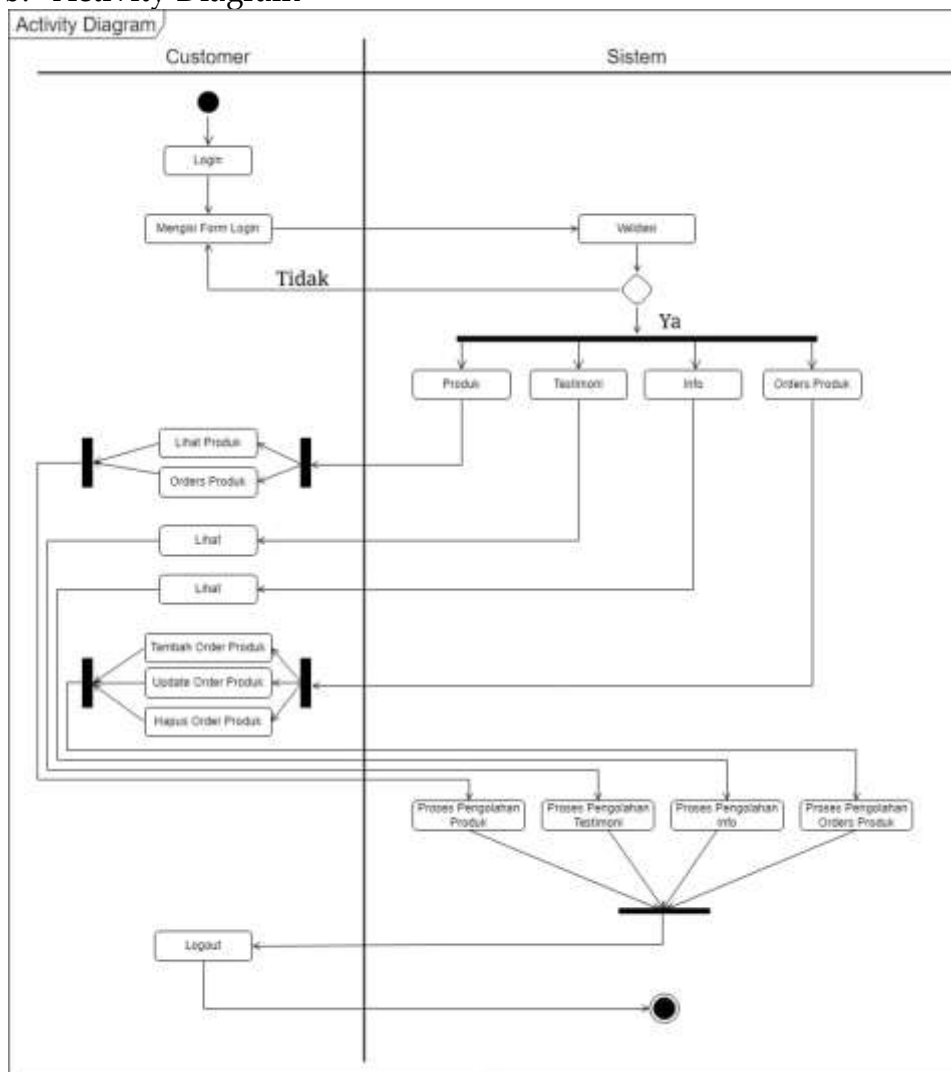 b. Activity Diagram
Activity Diagram
Customer
Sistem
Login
Mengisi Form Login
Validasi
Tidak
Ya
Produk
Testimoni
Info
Orders Produk
Lihat Produk
Orders Produk
Lihat
Lihat
Tambah Order Produk
Update Order Produk
Hapus Order Produk
Proses Pengolahan
Produk
Proses Pengolahan
Testimoni
Proses Pengolahan
Info
Proses Pengolahan
Orders Produk
Logout